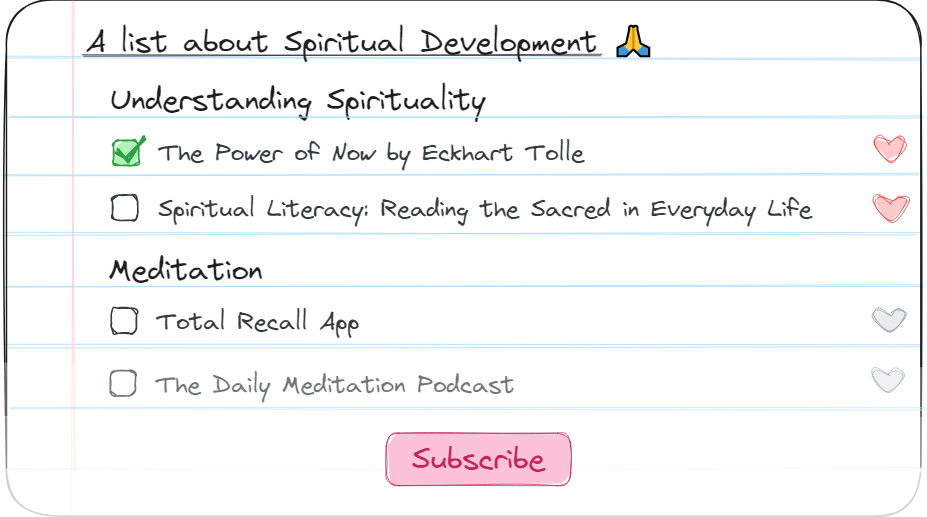 A list about Spiritual Development 🙏
Understanding Spirituality
The Power of Now by Eckhart Tolle
Spiritual Literacy: Reading the Sacred in Everyday Life
Meditation
Total Recall App
The Daily Meditation Podcast
Subscribe